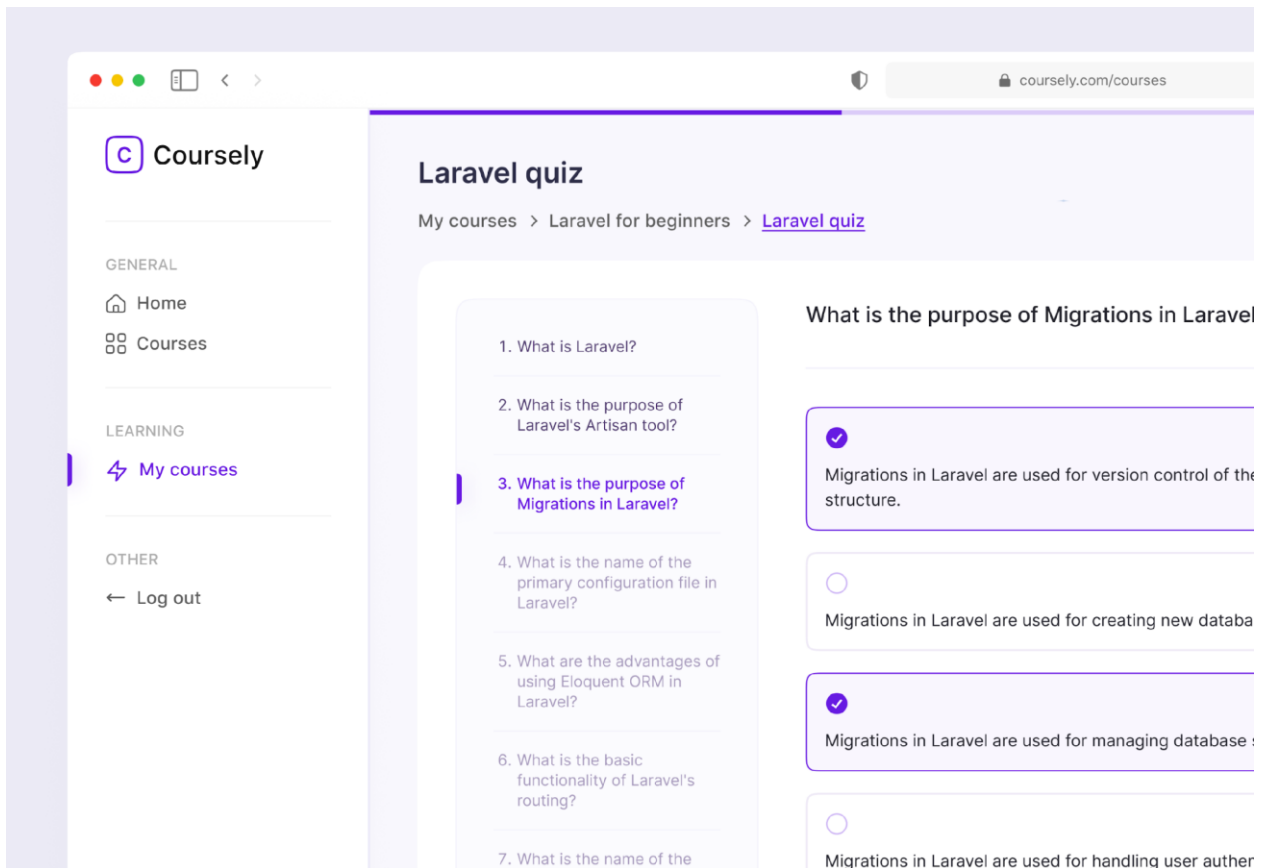 coursely.com/courses
C Coursely
GENERAL
Home
Courses
LEARNING
My courses
OTHER
Log out
Laravel quiz
My courses > Laravel for beginners > Laravel quiz
1. What is Laravel?
2. What is the purpose of
Laravel's Artisan tool?
3. What is the purpose of
Migrations in Laravel?
4. What is the name of the
primary configuration file in
Laravel?
5. What are the advantages of
using Eloquent ORM in
Laravel?
6. What is the basic
functionality of Laravel's
routing?
7. What is the name of the
What is the purpose of Migrations in Laravel
Migrations in Laravel are used for version control of the
structure.
Migrations in Laravel are used for creating new databa
Migrations in Laravel are used for managing database
Migrations in Laravel are used for handling user authen